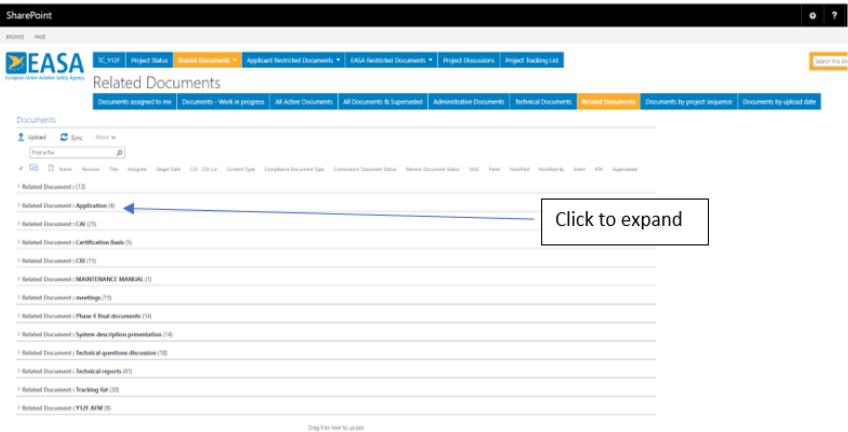 SharePoint ?
BROWSE PAGE
EASA
European Union Aviation Safety Agency
TC_Y12F Project Status Shared Documents Applicant Restricted Documents EASA Restricted Documents Project Discussions Project Tracking List
Search this site
Related Documents
Documents assigned to me Documents - Work in progress All Active Documents All Documents & Superseded Administrative Documents Technical Documents Related Documents Documents by project sequence Documents by upload date
Documents
Upload Sync More
Find a file
Name Revision Title Assignee Target Date CDI CDI List Content Type Compliance Document Type Compliance Document Status Generic Document Status Panel Modified Modified By Event ATA Superseded
Related Document : (13)
Related Document : Application (4)
Click to expand
Related Document : CAI (21)
Related Document : Certification Basis (5)
Related Document : CRI (15)
Related Document : MAINTENANCE MANUAL (1)
Related Document : meetings (15)
Related Document : Phase 4 final documents (14)
Related Document : System description presentation (14)
Related Document : Technical questions discussion (18)
Related Document : Technical reports (41)
Related Document : Tracking list (20)
Related Document : Y12F AFM (9)
Drag files here to upload